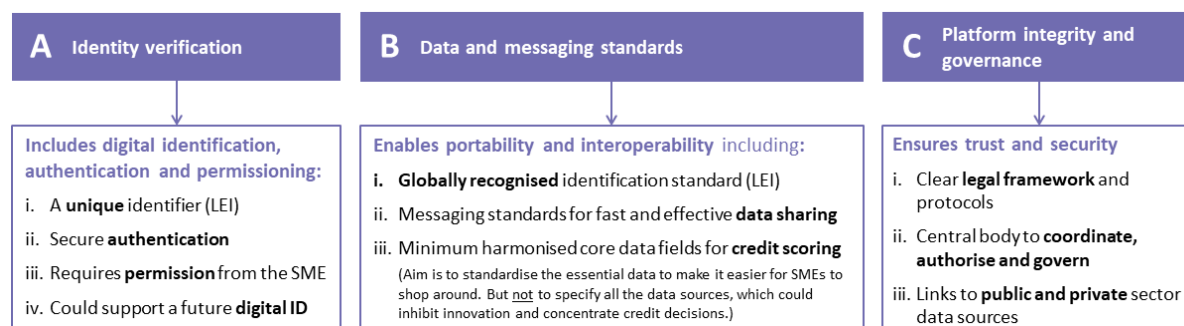 A Identity verification
Includes digital identification,
authentication and permissioning:
i. A unique identifier (LEI)
ii. Secure authentication
iii. Requires permission from the SME
iv. Could support a future digital ID
B Data and messaging standards
Enables portability and interoperability including:
i. Globally recognised identification standard (LEI)
ii. Messaging standards for fast and effective data sharing
iii. Minimum harmonised core data fields for credit scoring
(Aim is to standardise the essential data to make it easier for SMEs to
shop around. But not to specify all the data sources, which could
inhibit innovation and concentrate credit decisions.)
C Platform integrity and
governance
Ensures trust and security
i. Clear legal framework and
protocols
ii. Central body to coordinate,
authorise and govern
iii. Links to public and private sector
data sources